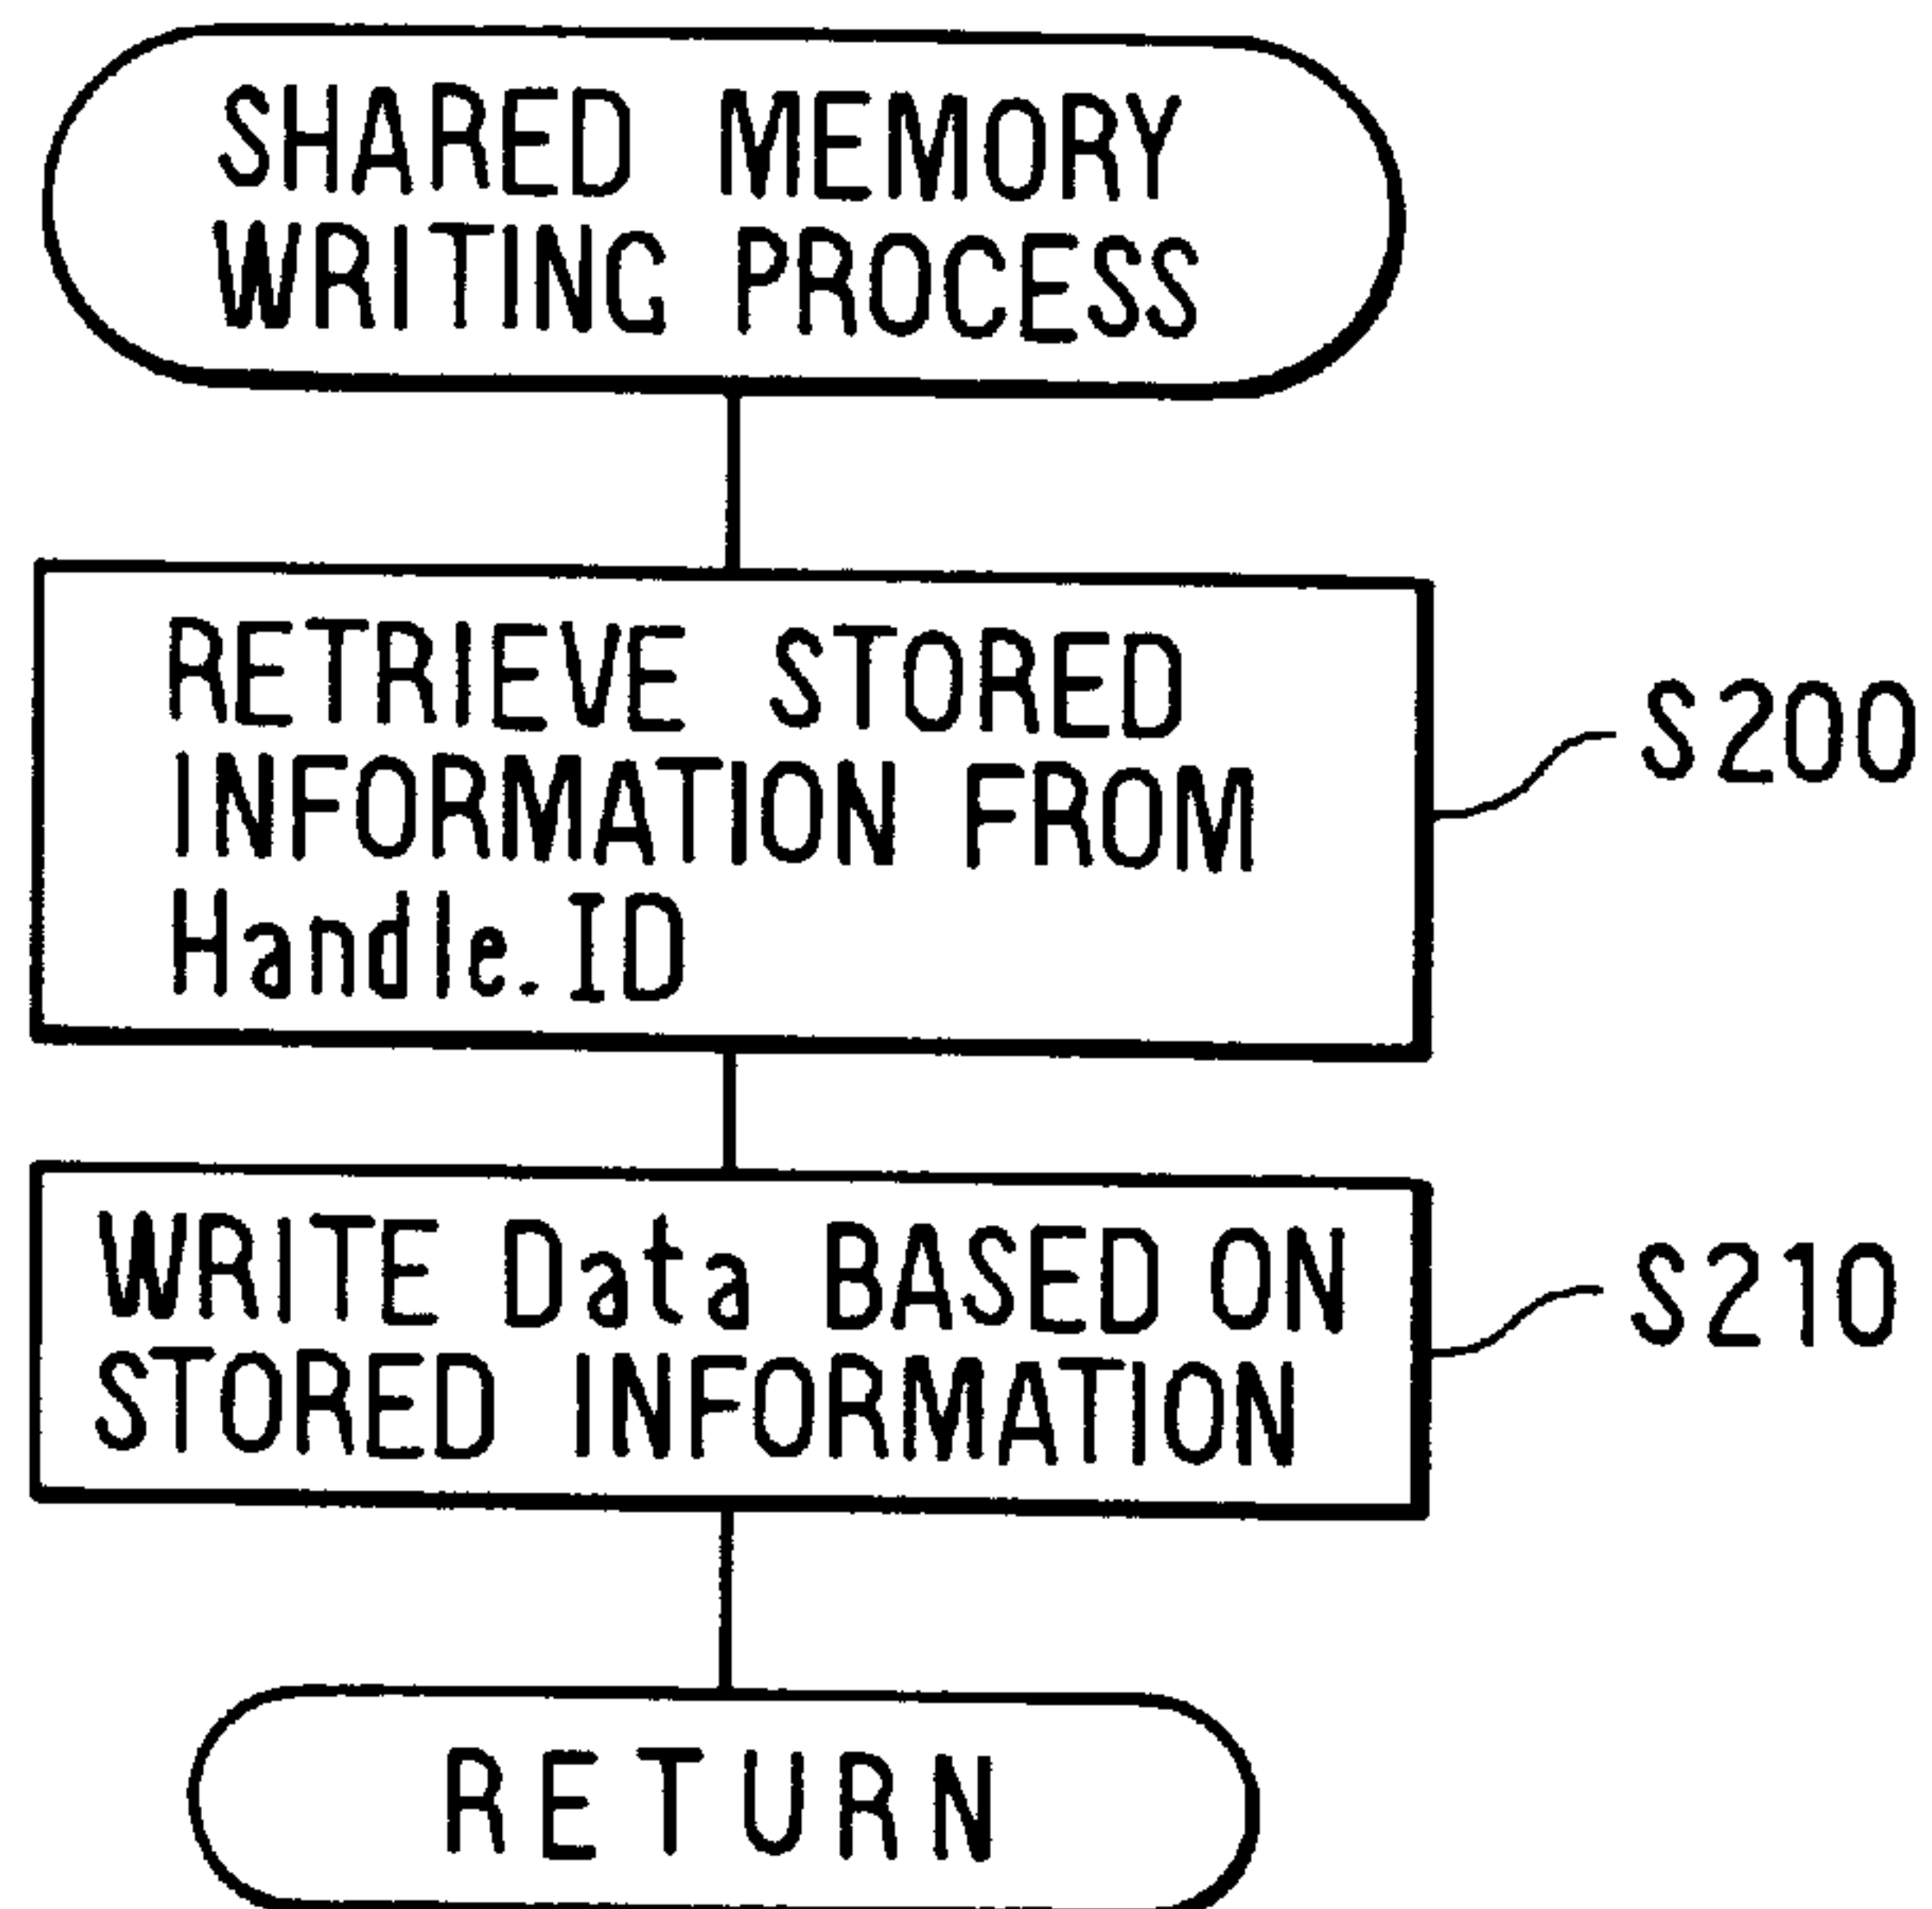 SHARED MEMORY
WRITING PROCESS
RETRIEVE STORED
INFORMATION FROM
Handle.ID
S200
WRITE Data BASED ON
STORED INFORMATION
S210
RETURN